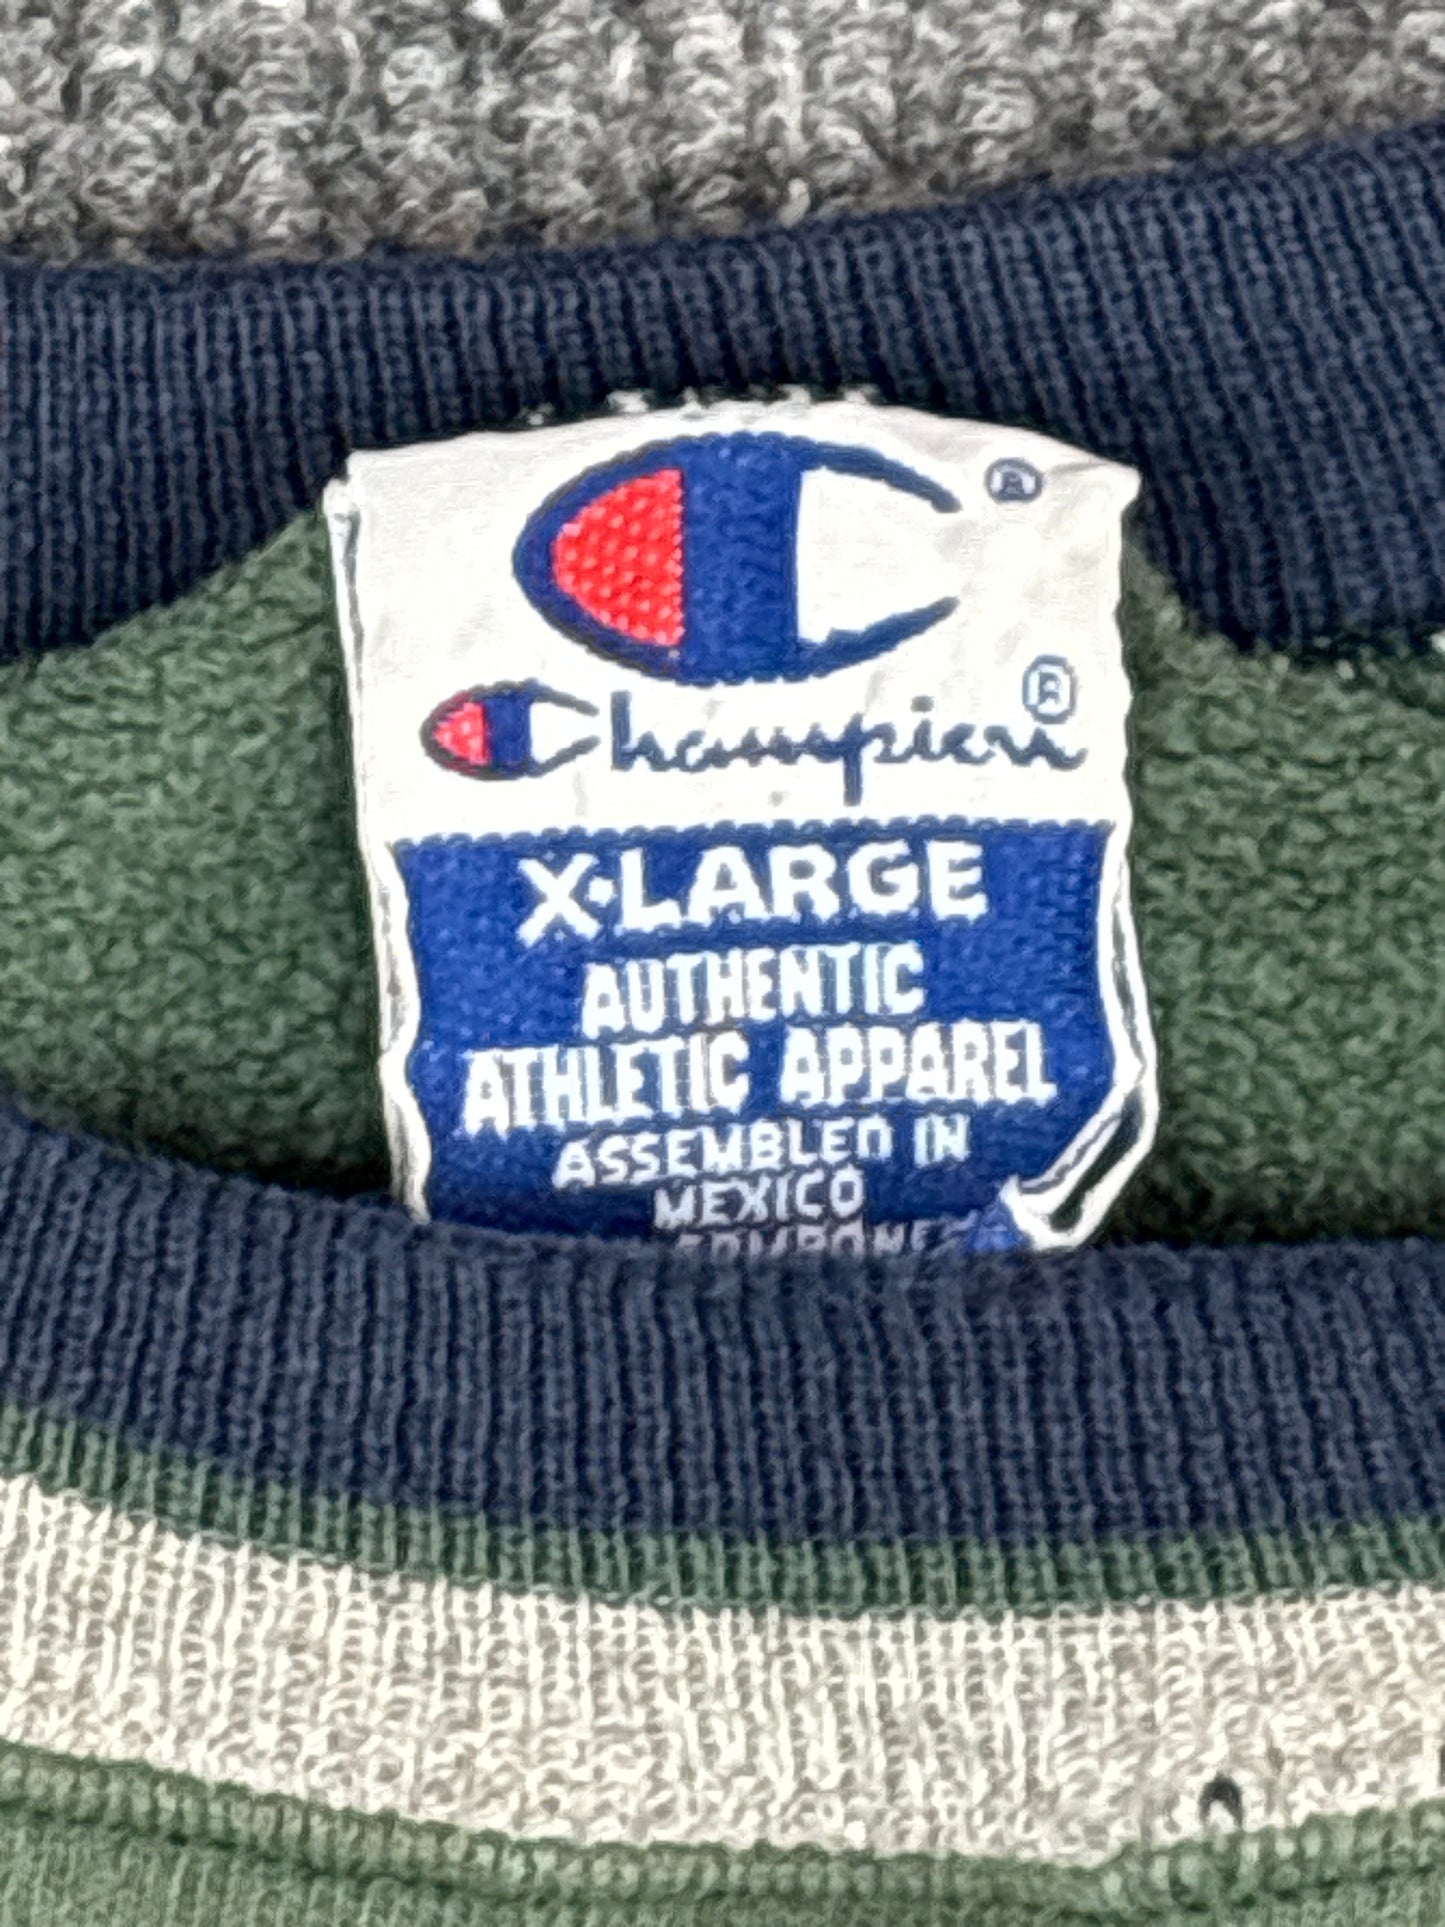 ®
Champion®
X-LARGE
AUTHENTIC
ATHLETIC APPAREL
ASSEMBLED IN
MEXICO